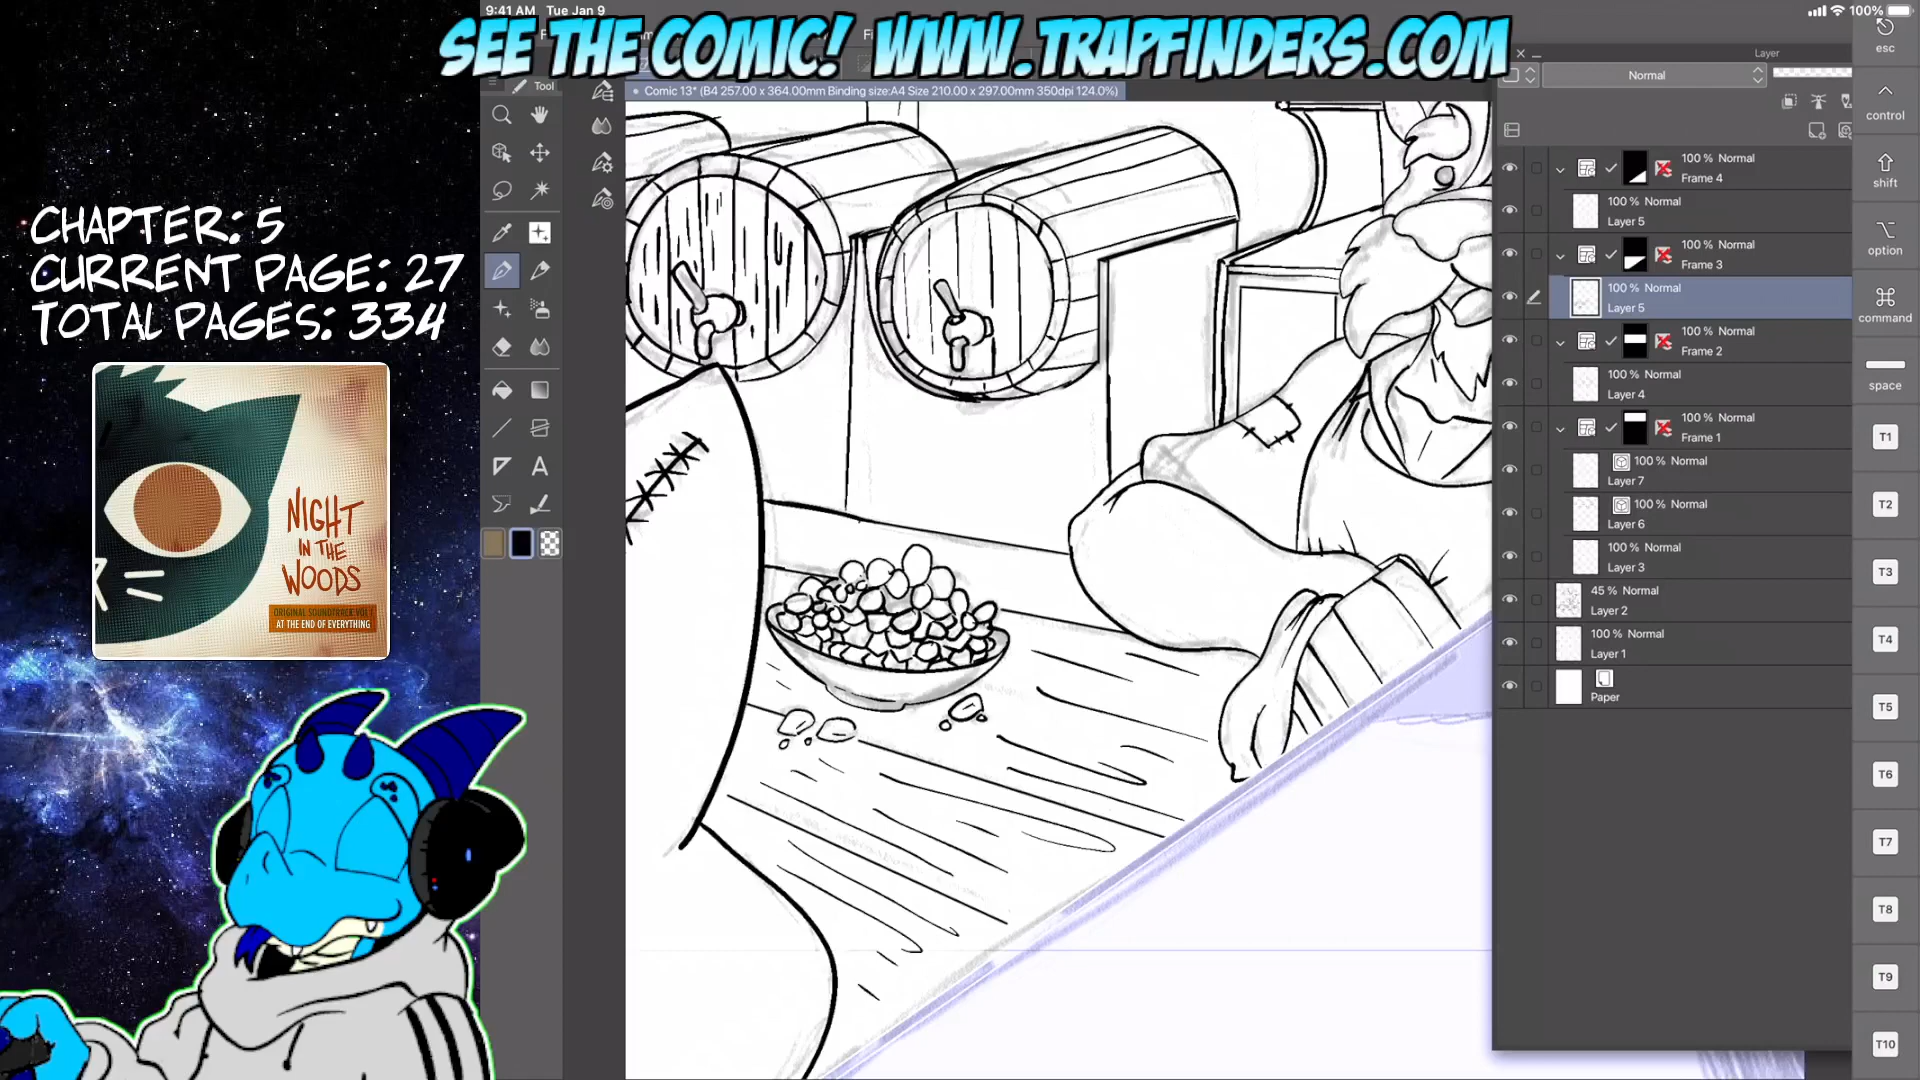 9:41 AM Tue Jan 9
100%
SEE THE COMIC! WWW.TRAPFINDERS.COM
Tool
Comic 13* (B4 257.00 x 364.00mm Binding size:A4 Size 210.00 x 297.00mm 350dpi 124.0%)
Layer
Normal
esc
control
shift
option
command
space
T1
T2
T3
T4
T5
T6
T7
T8
T9
T10
100 % Normal
Frame 4
100 % Normal
Layer 5
100 % Normal
Frame 3
100 % Normal
Layer 5
100 % Normal
Frame 2
100 % Normal
Layer 4
100 % Normal
Frame 1
100 % Normal
Layer 7
100 % Normal
Layer 6
100 % Normal
Layer 3
45 % Normal
Layer 2
100 % Normal
Layer 1
Paper
CHAPTER: 5
CURRENT PAGE: 27
TOTAL PAGES: 334
NIGHT
IN THE
WOODS
ORIGINAL SOUNDTRACK VOL 1
AT THE END OF EVERYTHING